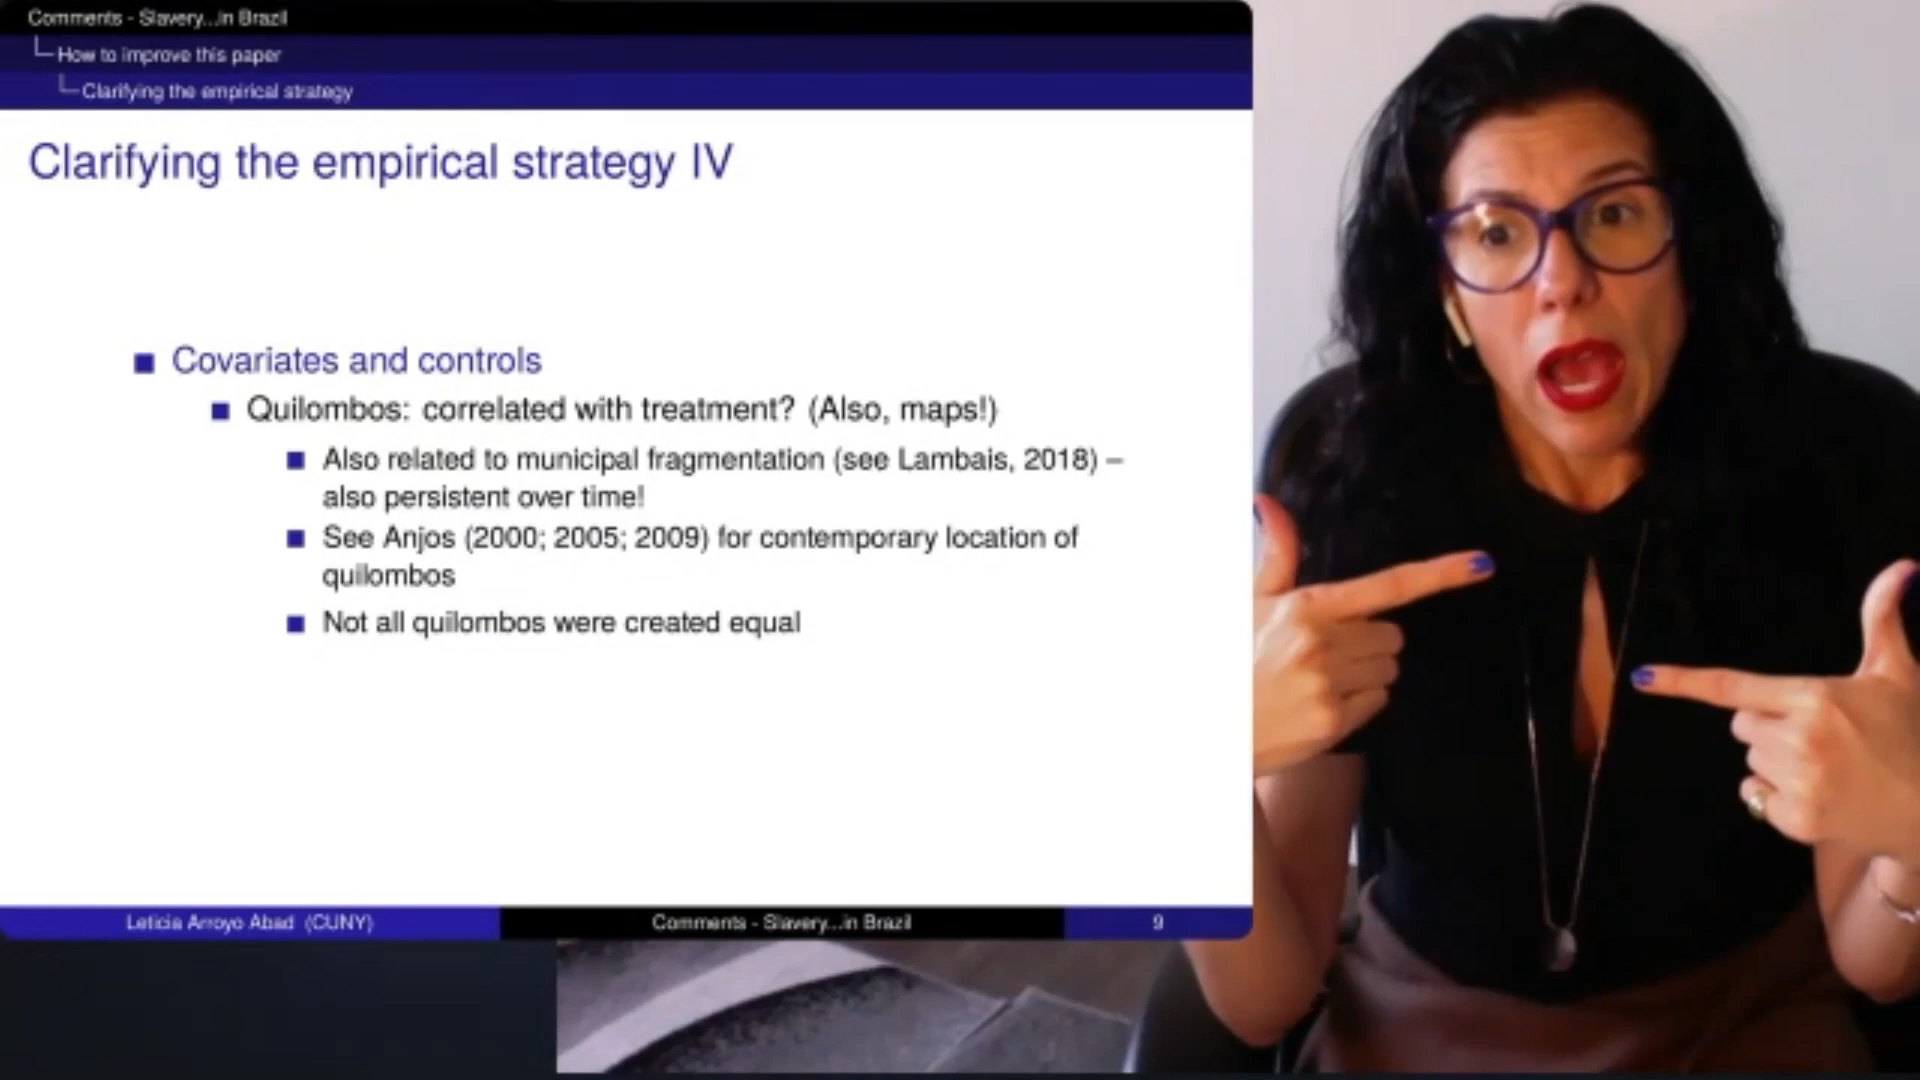 Comments - Slavery...in Brazil
How to improve this paper
Clarifying the empirical strategy
Clarifying the empirical strategy IV
Covariates and controls
Quilombos: correlated with treatment? (Also, maps!)
Also related to municipal fragmentation (see Lambais, 2018) –
also persistent over time!
See Anjos (2000; 2005; 2009) for contemporary location of
quilombos
Not all quilombos were created equal
Leticia Arroyo Abad (CUNY)
Comments - Slavery...in Brazil
9